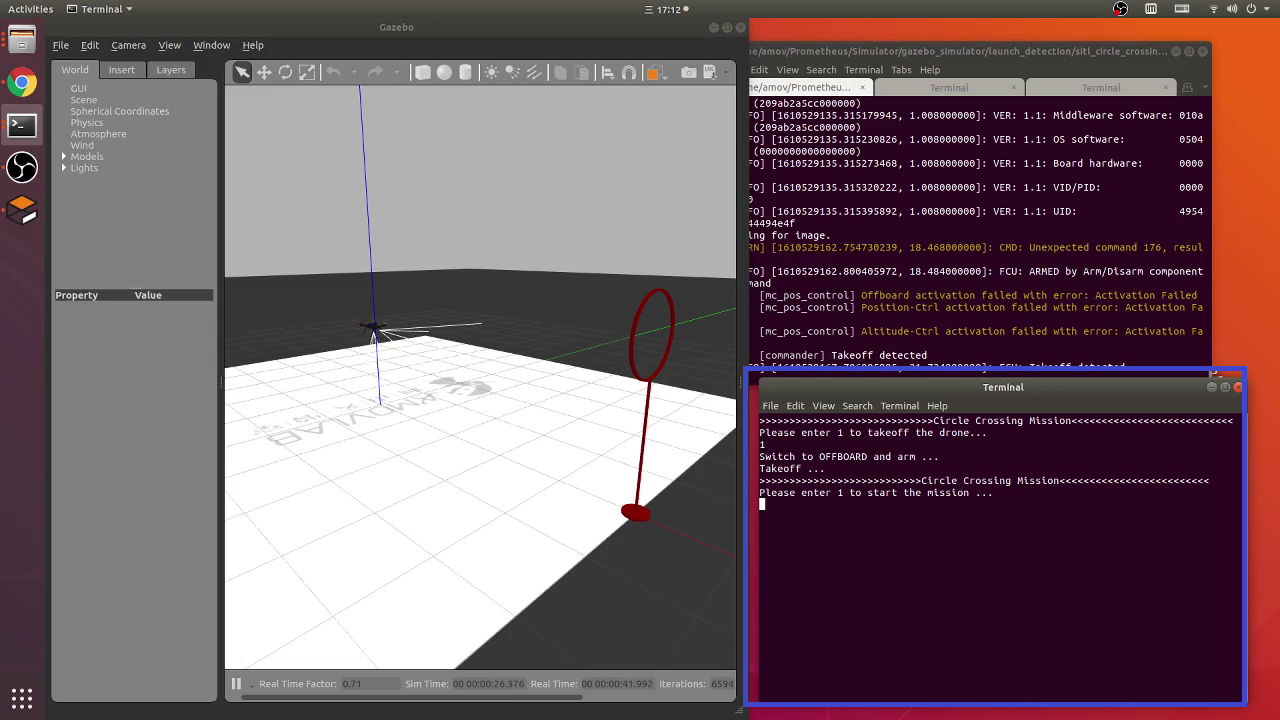 Activities
Terminal
三 17:12
Gazebo
File Edit Camera View Window Help
World Insert Layers
GUI
Scene
Spherical Coordinates
Physics
Atmosphere
Wind
Models
Lights
Property Value
Real Time Factor: 0.71 Sim Time: 00 00:00:26.376 Real Time: 00 00:00:41.992 Iterations: 6594
AMOVLAB
me/amov/Prometheus/Simulator/gazebo_simulator/launch_detection/sitl_circle_crossin...
Edit View Search Terminal Tabs Help
me/amov/Prometheu... Terminal Terminal
(209ab2a5cc000000)
FO] [1610529135.315179945, 1.008000000]: VER: 1.1: Middleware software: 010a
(209ab2a5cc000000)
FO] [1610529135.315230826, 1.008000000]: VER: 1.1: OS software: 0504
(0000000000000000)
FO] [1610529135.315273468, 1.008000000]: VER: 1.1: Board hardware: 0000
FO] [1610529135.315320222, 1.008000000]: VER: 1.1: VID/PID: 0000
0
FO] [1610529135.315395892, 1.008000000]: VER: 1.1: UID: 4954
44494e4f
ng for image.
RN] [1610529162.754730239, 18.468000000]: CMD: Unexpected command 176, resul
FO] [1610529162.800405972, 18.484000000]: FCU: ARMED by Arm/Disarm component
mand
[mc_pos_control] Offboard activation failed with error: Activation Failed
[mc_pos_control] Position-Ctrl activation failed with error: Activation Fa
[mc_pos_control] Altitude-Ctrl activation failed with error: Activation Fa
[commander] Takeoff detected
Terminal
File Edit View Search Terminal Help
>>>>>>>>>>>>>>>>>>>>>>>>>>>>>Circle Crossing Mission<<<<<<<<<<<<<<<<<<<<<<<<<<<
Please enter 1 to takeoff the drone...
1
Switch to OFFBOARD and arm ...
Takeoff ...
>>>>>>>>>>>>>>>>>>>>>>>>>>>Circle Crossing Mission<<<<<<<<<<<<<<<<<<<<<<<<<
Please enter 1 to start the mission ...